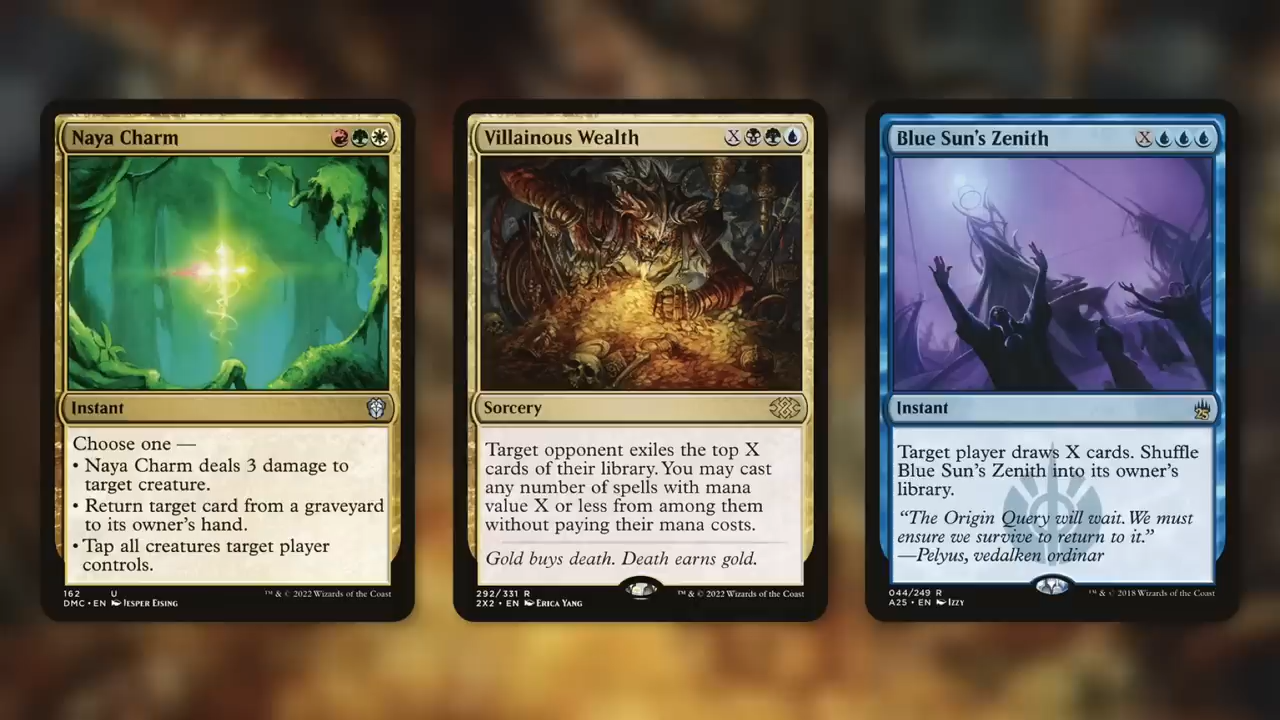 Naya Charm
Instant
Choose one —
• Naya Charm deals 3 damage to
target creature.
• Return target card from a graveyard
to its owner's hand.
• Tap all creatures target player
controls.
162 U
DMC • EN Jesper Eising
™ & © 2022 Wizards of the Coast
Villainous Wealth
X
Sorcery
Target opponent exiles the top X
cards of their library. You may cast
any number of spells with mana
value X or less from among them
without paying their mana costs.
Gold buys death. Death earns gold.
292/331 R
2X2 • EN Erica Yang
™ & © 2022 Wizards of the Coast
Blue Sun's Zenith
X
Instant
25
Target player draws X cards. Shuffle
Blue Sun's Zenith into its owner's
library.
“The Origin Query will wait. We must
ensure we survive to return to it.”
—Pelyus, vedalken ordinar
044/249 R
A25 • EN Izzy
™ & © 2018 Wizards of the Coast